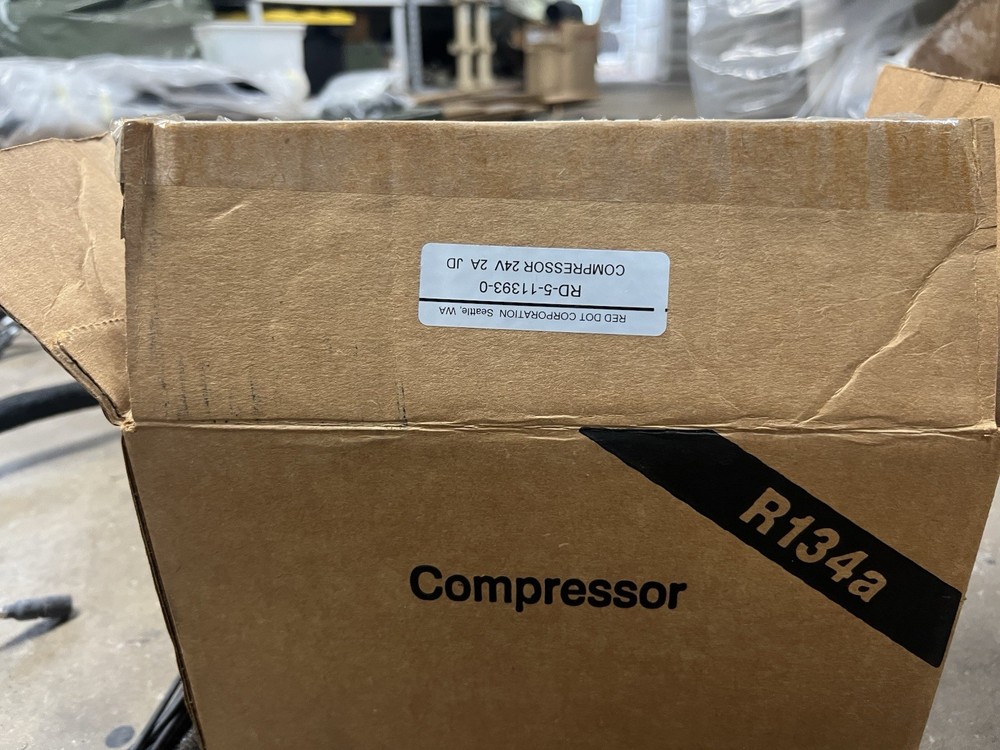 RED DOT CORPORATION Seattle, WA
RD-5-11393-0
COMPRESSOR 24V 2A JD
R134a
Compressor